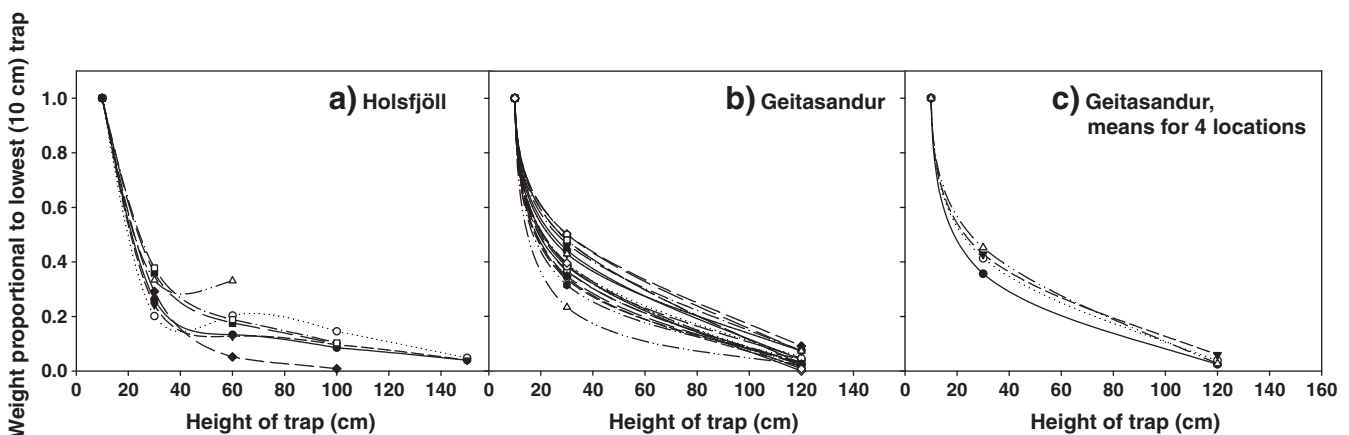 Weight proportional to lowest (10 cm) trap
1.0
0.8
0.6
0.4
0.2
0.0
a) Holsfjöll
b) Geitasandur
c) Geitasandur,
means for 4 locations
0 20 40 60 80 100 120 140 0 20 40 60 80 100 120 140 0 20 40 60 80 100 120 140 160
Height of trap (cm) Height of trap (cm) Height of trap (cm)